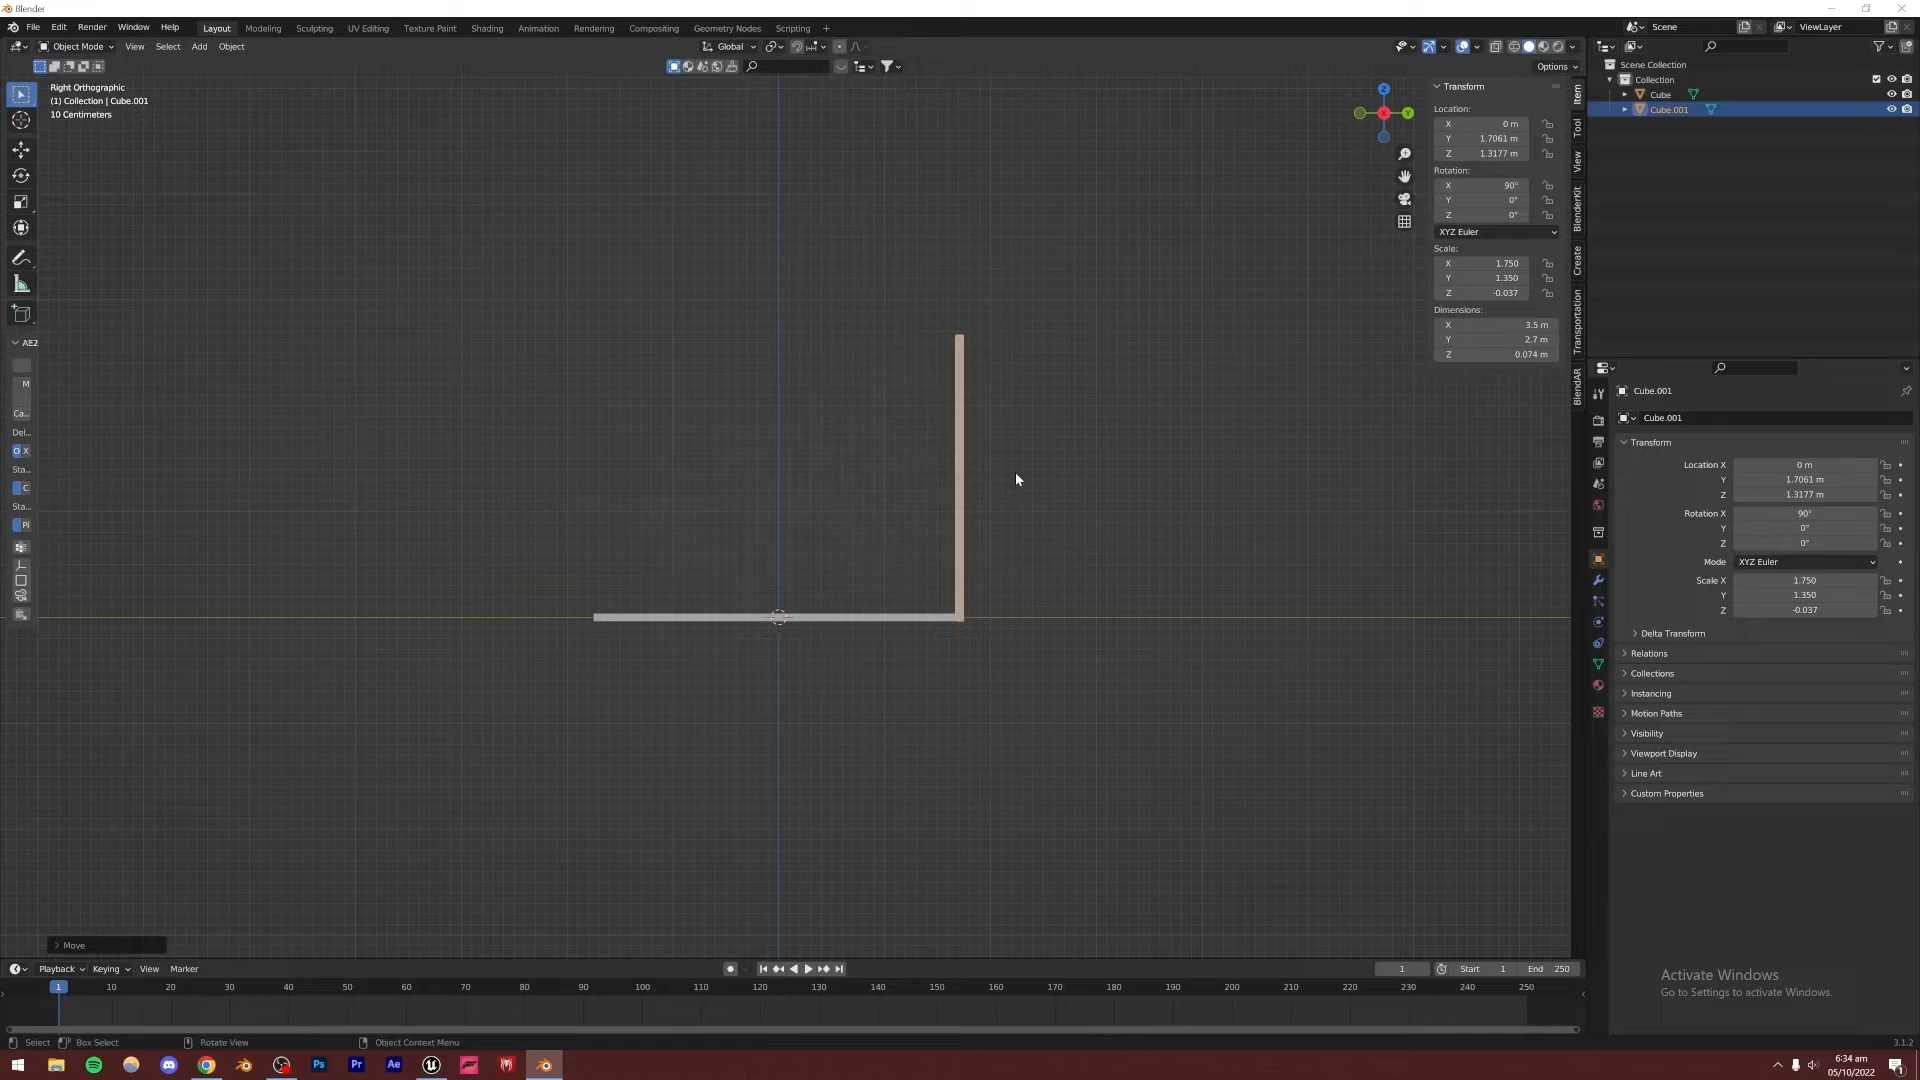 Blender
File Edit Render Window Help Layout Modeling Sculpting UV Editing Texture Paint Shading Animation Rendering Compositing Geometry Nodes Scripting + Scene ViewLayer
Object Mode View Select Add Object Global
Options
Right Orthographic
(1) Collection | Cube.001
10 Centimeters
Z
Y
X
AE2
M
Ca...
Del...
O X
Sta...
C
Sta...
Pl
Transform
Location:
X 0 m
Y 1.7061 m
Z 1.3177 m
Rotation:
X 90°
Y 0°
Z 0°
XYZ Euler
Scale:
X 1.750
Y 1.350
Z -0.037
Dimensions:
X 3.5 m
Y 2.7 m
Z 0.074 m
Item
Tool
View
BlenderKit
Create
Transportation
BlendAR
Scene Collection
Collection
Cube
Cube.001
Cube.001
Cube.001
Transform
Location X 0 m
Y 1.7061 m
Z 1.3177 m
Rotation X 90°
Y 0°
Z 0°
Mode XYZ Euler
Scale X 1.750
Y 1.350
Z -0.037
Delta Transform
Relations
Collections
Instancing
Motion Paths
Visibility
Viewport Display
Line Art
Custom Properties
Move
Playback Keying View Marker 1 Start 1 End 250
1 10 20 30 40 50 60 70 80 90 100 110 120 130 140 150 160 170 180 190 200 210 220 230 240 250
Activate Windows
Go to Settings to activate Windows.
Select Box Select Rotate View Object Context Menu 3.1.2
Ps Pr Ae
6:34 am
05/10/2022
1